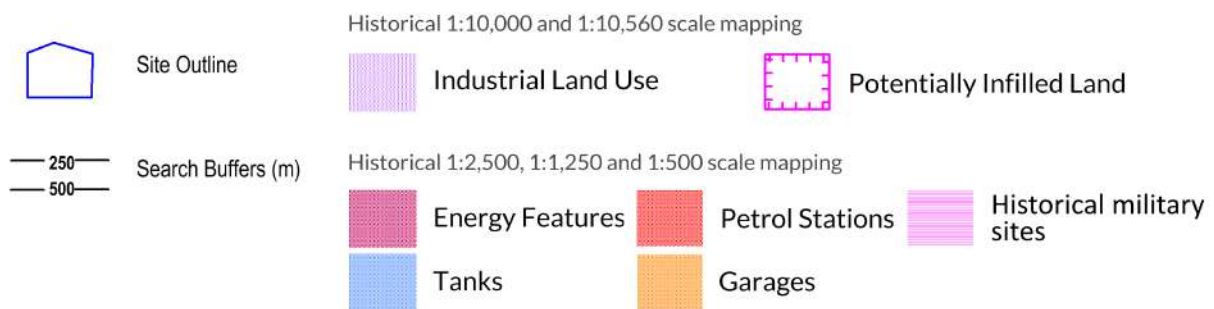 Historical 1:10,000 and 1:10,560 scale mapping
Site Outline
Industrial Land Use
Potentially Infilled Land
250
500
Search Buffers (m)
Historical 1:2,500, 1:1,250 and 1:500 scale mapping
Energy Features
Petrol Stations
Historical military
sites
Tanks
Garages